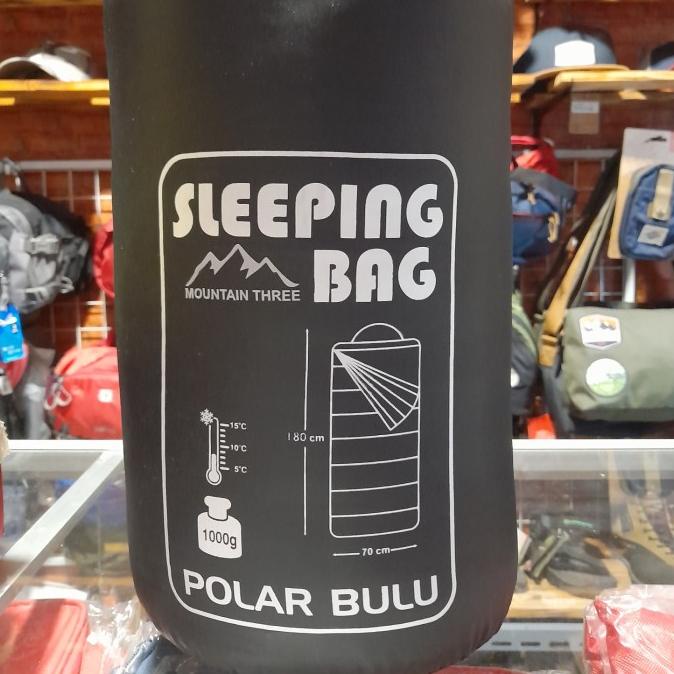 SLEEPING
BAG
MOUNTAIN THREE
15°C
10°C
5°C
180 cm
1000g
70 cm
POLAR BULU